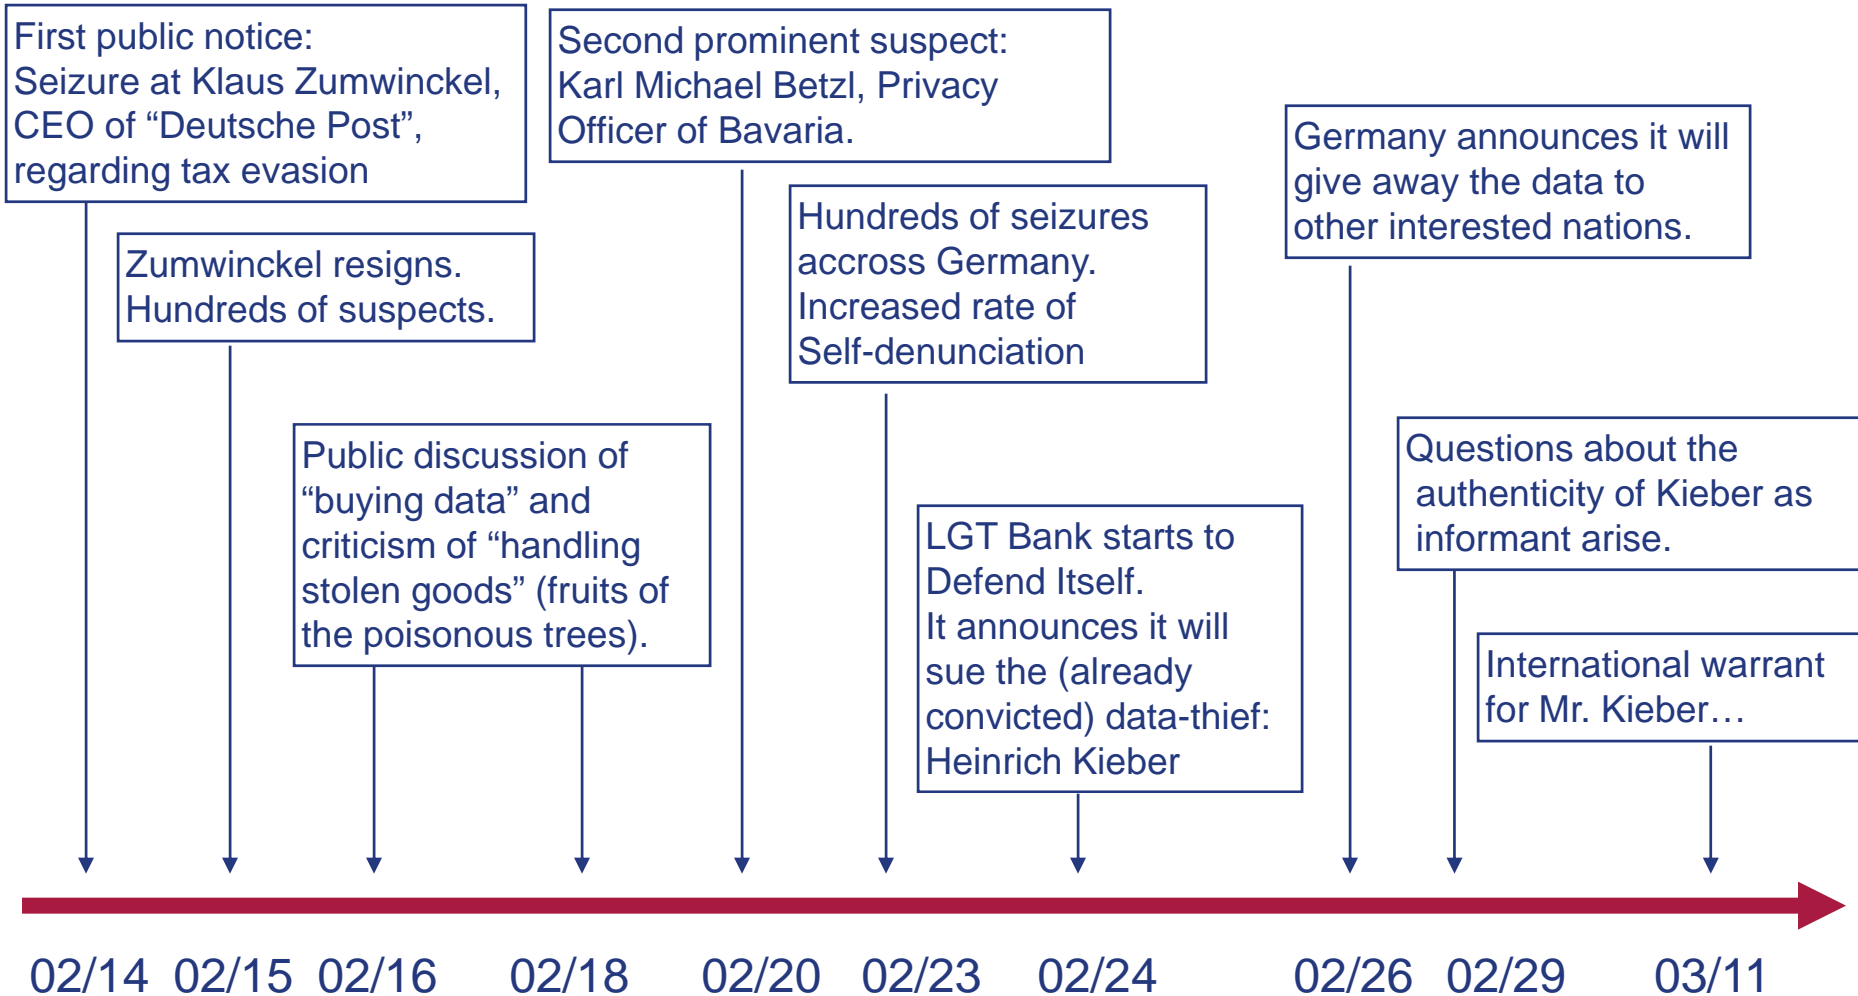 First public notice:
Seizure at Klaus Zumwinckel,
CEO of “Deutsche Post”,
regarding tax evasion
Zumwinckel resigns.
Hundreds of suspects.
Public discussion of
“buying data” and
criticism of “handling
stolen goods” (fruits of
the poisonous trees).
Second prominent suspect:
Karl Michael Betzl, Privacy
Officer of Bavaria.
Hundreds of seizures
accross Germany.
Increased rate of
Self-denunciation
LGT Bank starts to
Defend Itself.
It announces it will
sue the (already
convicted) data-thief:
Heinrich Kieber
Germany announces it will
give away the data to
other interested nations.
Questions about the
authenticity of Kieber as
informant arise.
International warrant
for Mr. Kieber…
02/14 02/15 02/16 02/18 02/20 02/23 02/24 02/26 02/29 03/11